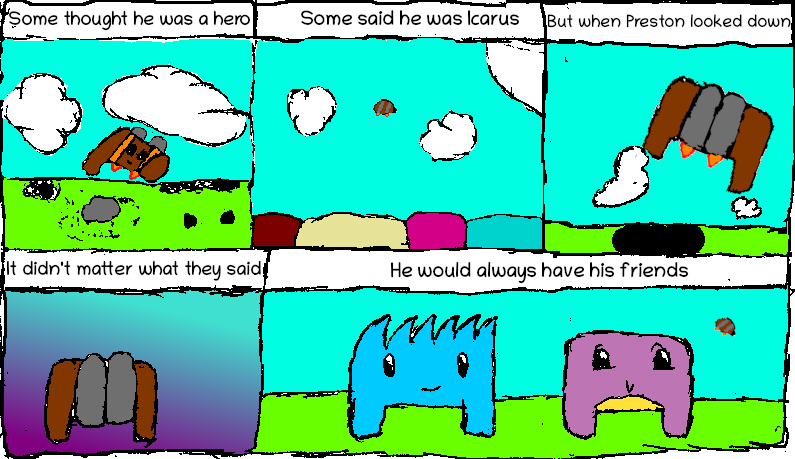 Some thought he was a hero
Some said he was Icarus
But when Preston looked down
It didn't matter what they said
He would always have his friends